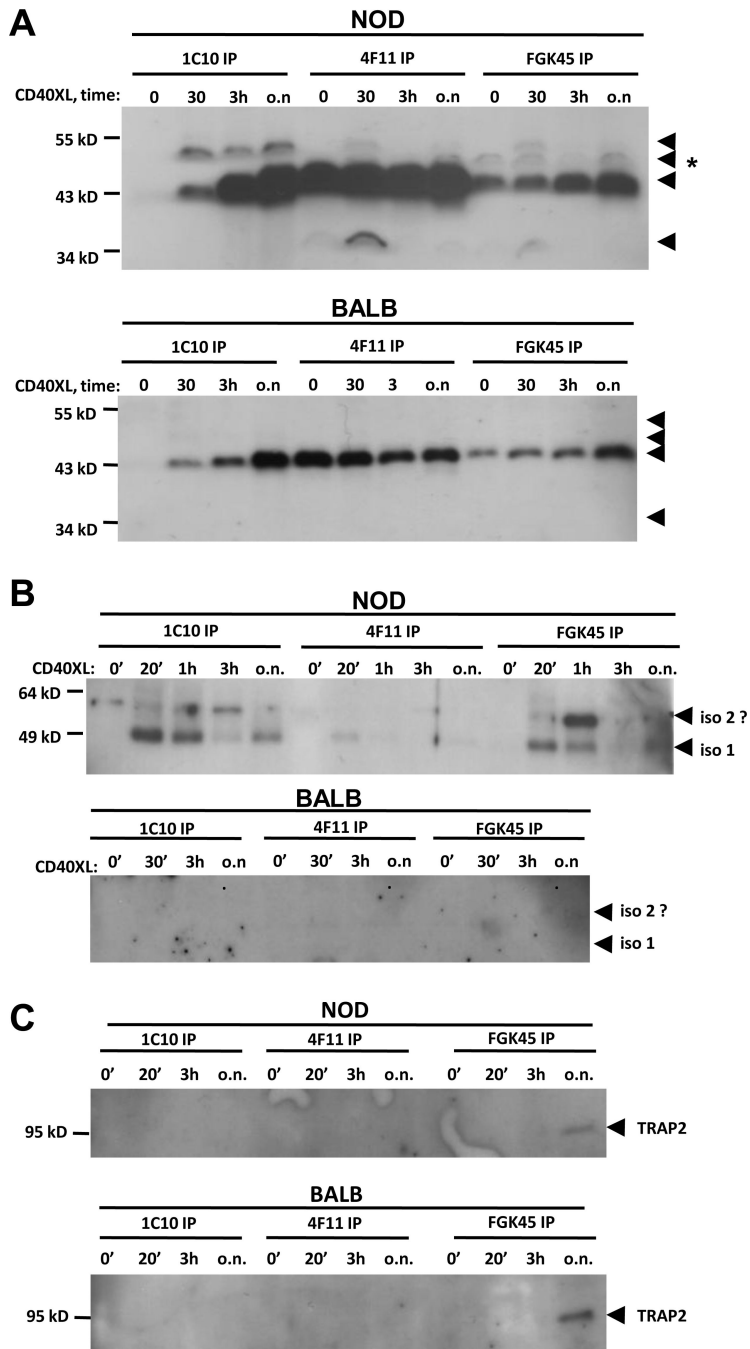 A
NOD
1C10 IP 4F11 IP FGK45 IP
CD40XL, time: 0 30 3h o.n 0 30 3h o.n 0 30 3h o.n
55 kD
*
43 kD
34 kD
BALB
1C10 IP 4F11 IP FGK45 IP
CD40XL, time: 0 30 3h o.n 0 30 3 o.n 0 30 3h o.n
55 kD
43 kD
34 kD
B
NOD
1C10 IP 4F11 IP FGK45 IP
CD40XL: 0' 20' 1h 3h o.n. 0' 20' 1h 3h o.n. 0' 20' 1h 3h o.n.
64 kD
iso 2 ?
49 kD
iso 1
BALB
1C10 IP 4F11 IP FGK45 IP
CD40XL: 0' 30' 3h o.n 0' 30' 3h o.n 0' 30' 3h o.n
iso 2 ?
iso 1
C
NOD
1C10 IP 4F11 IP FGK45 IP
0' 20' 3h o.n. 0' 20' 3h o.n. 0' 20' 3h o.n.
95 kD TRAP2
BALB
1C10 IP 4F11 IP FGK45 IP
0' 20' 3h o.n. 0' 20' 3h o.n. 0' 20' 3h o.n.
95 kD TRAP2